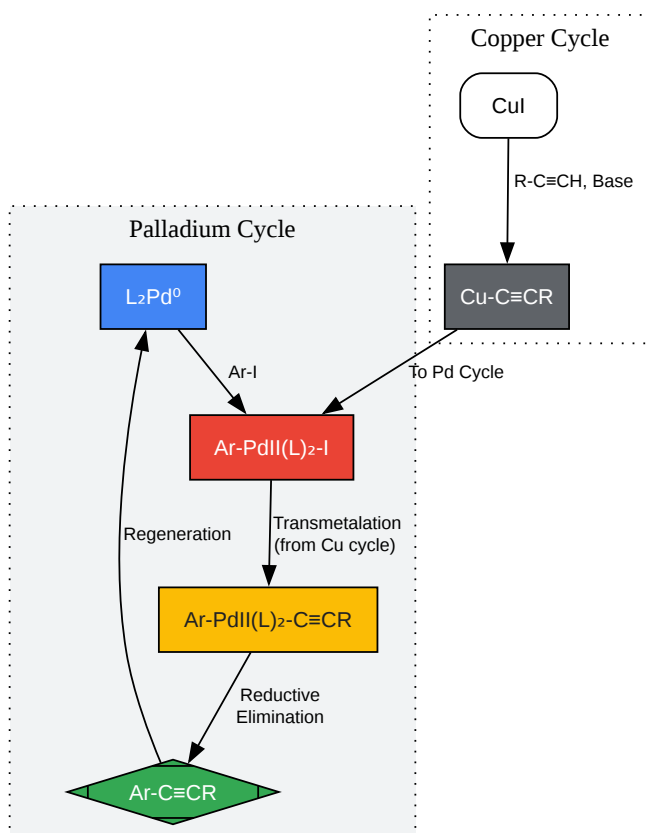 Copper Cycle
CuI
R-C≡CH, Base
Palladium Cycle
L₂Pd⁰
Cu-C≡CR
Ar-I
To Pd Cycle
Ar-PdII(L)₂-I
Regeneration
Transmetalation
(from Cu cycle)
Ar-PdII(L)₂-C≡CR
Reductive
Elimination
Ar-C≡CR